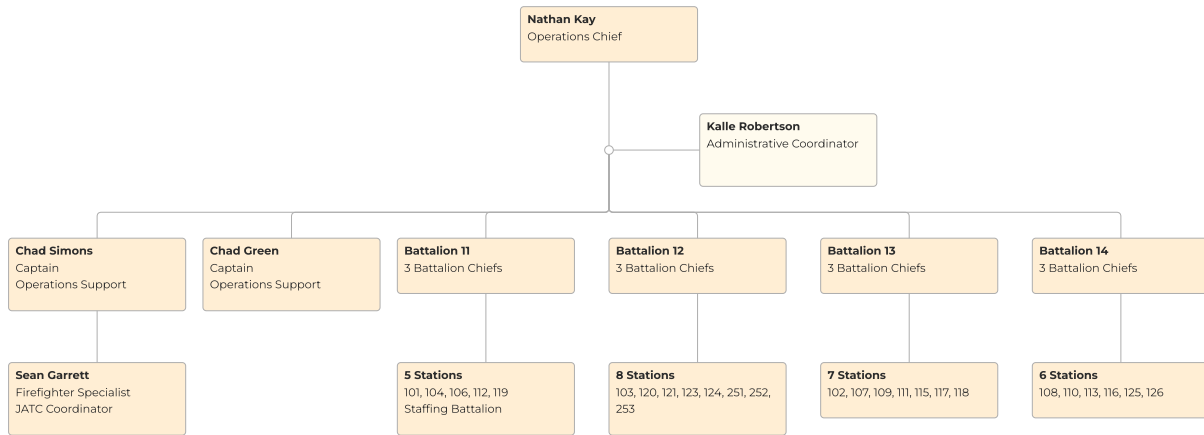 Nathan Kay
Operations Chief
Kalle Robertson
Administrative Coordinator
Chad Simons
Captain
Operations Support
Chad Green
Captain
Operations Support
Battalion 11
3 Battalion Chiefs
Battalion 12
3 Battalion Chiefs
Battalion 13
3 Battalion Chiefs
Battalion 14
3 Battalion Chiefs
Sean Garrett
Firefighter Specialist
JATC Coordinator
5 Stations
101, 104, 106, 112, 119
Staffing Battalion
8 Stations
103, 120, 121, 123, 124, 251, 252,
253
7 Stations
102, 107, 109, 111, 115, 117, 118
6 Stations
108, 110, 113, 116, 125, 126